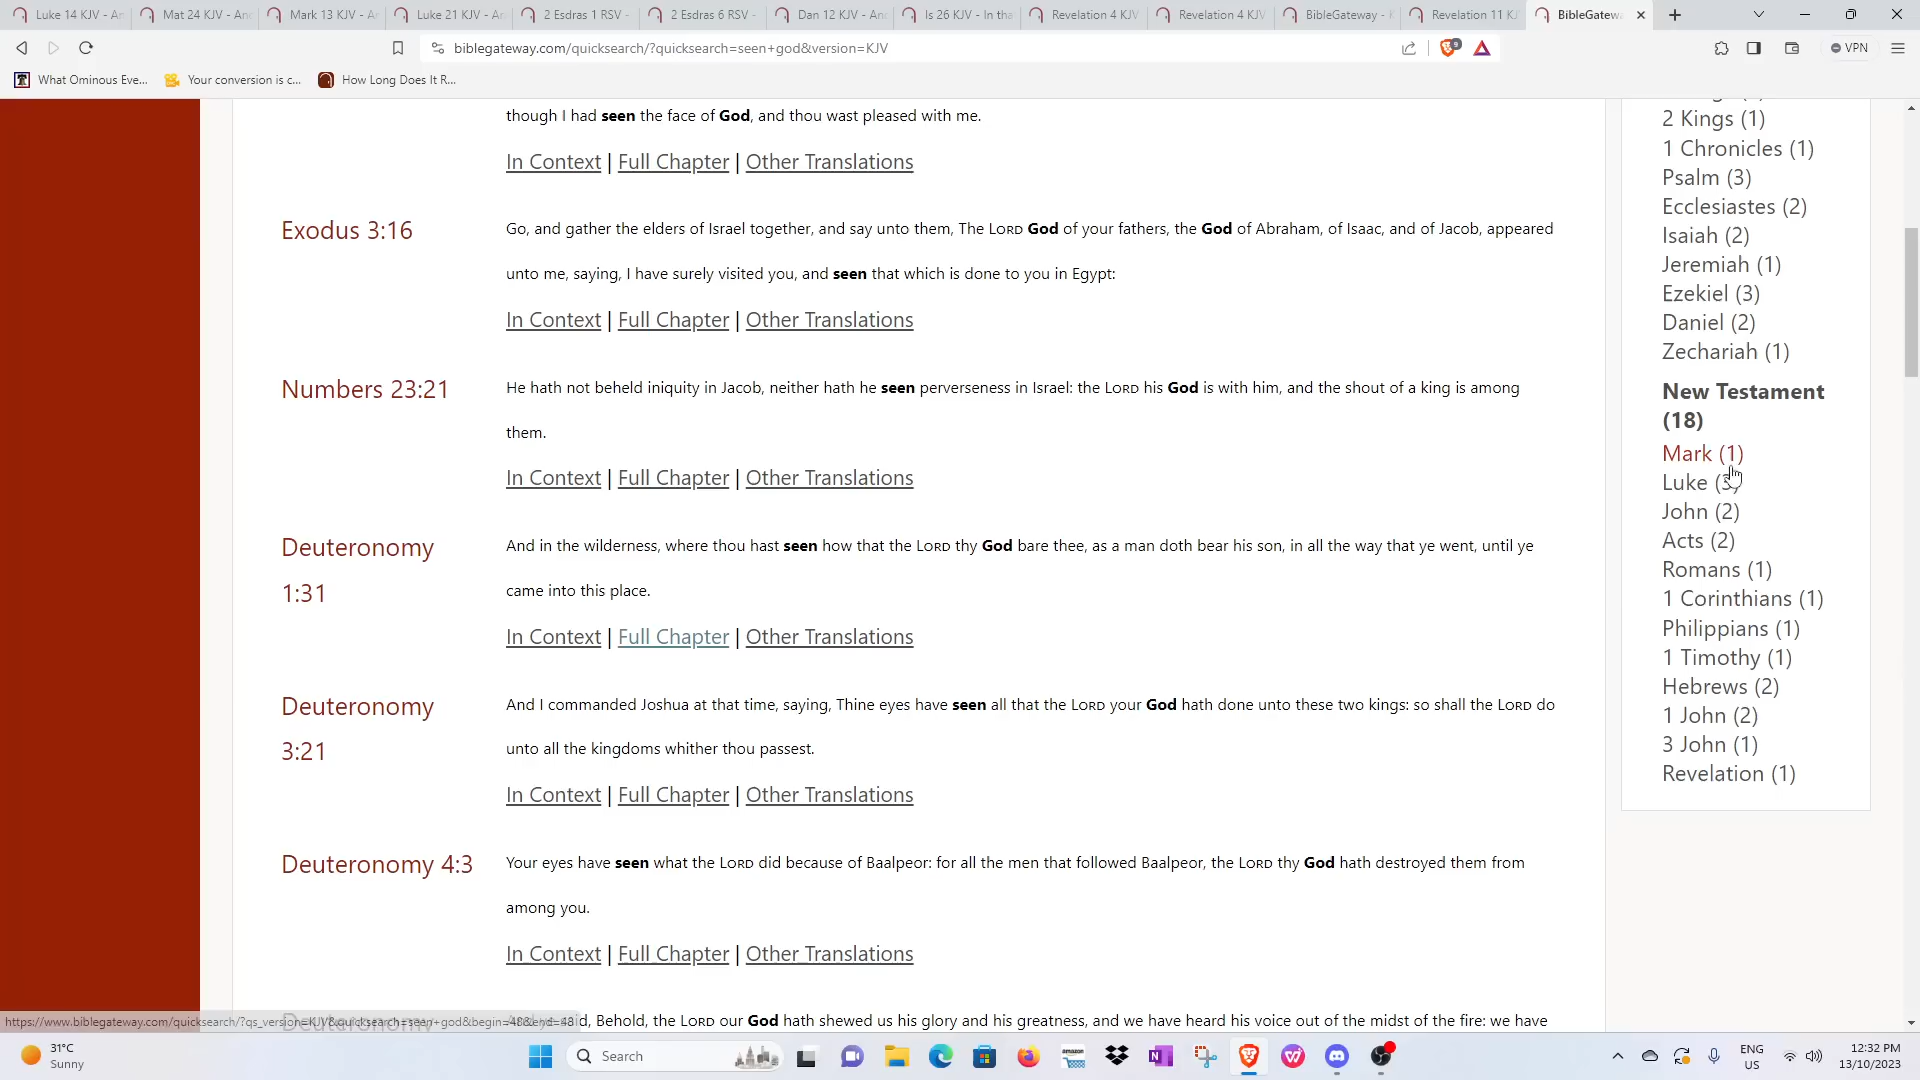 Luke 14 KJV - An
Mat 24 KJV - An
Mark 13 KJV - A
Luke 21 KJV - An
2 Esdras 1 RSV -
2 Esdras 6 RSV -
Dan 12 KJV - An
Is 26 KJV - In tha
Revelation 4 KJV
Revelation 4 KJV
BibleGateway -
Revelation 11 KJ
BibleGatew
biblegateway.com/quicksearch/?quicksearch=seen+god&version=KJV
VPN
What Ominous Eve...
Your conversion is c...
How Long Does It R...
though I had seen the face of God, and thou wast pleased with me.
In Context | Full Chapter | Other Translations
Exodus 3:16
Go, and gather the elders of Israel together, and say unto them, The LORD God of your fathers, the God of Abraham, of Isaac, and of Jacob, appeared
unto me, saying, I have surely visited you, and seen that which is done to you in Egypt:
In Context | Full Chapter | Other Translations
Numbers 23:21
He hath not beheld iniquity in Jacob, neither hath he seen perverseness in Israel: the LORD his God is with him, and the shout of a king is among
them.
In Context | Full Chapter | Other Translations
Deuteronomy
1:31
And in the wilderness, where thou hast seen how that the LORD thy God bare thee, as a man doth bear his son, in all the way that ye went, until ye
came into this place.
In Context | Full Chapter | Other Translations
Deuteronomy
3:21
And I commanded Joshua at that time, saying, Thine eyes have seen all that the LORD your God hath done unto these two kings: so shall the LORD do
unto all the kingdoms whither thou passest.
In Context | Full Chapter | Other Translations
Deuteronomy 4:3
Your eyes have seen what the LORD did because of Baalpeor: for all the men that followed Baalpeor, the LORD thy God hath destroyed them from
among you.
In Context | Full Chapter | Other Translations
Behold, the LORD our God hath shewed us his glory and his greatness, and we have heard his voice out of the midst of the fire: we have
2 Kings (1)
1 Chronicles (1)
Psalm (3)
Ecclesiastes (2)
Isaiah (2)
Jeremiah (1)
Ezekiel (3)
Daniel (2)
Zechariah (1)
New Testament
(18)
Mark (1)
Luke (3)
John (2)
Acts (2)
Romans (1)
1 Corinthians (1)
Philippians (1)
1 Timothy (1)
Hebrews (2)
1 John (2)
3 John (1)
Revelation (1)
https://www.biblegateway.com/quicksearch/?qs_version=KJV&quicksearch=seen+god&begin=48&end=48
31°C
Sunny
Search
amazon
ENG
US
12:32 PM
13/10/2023